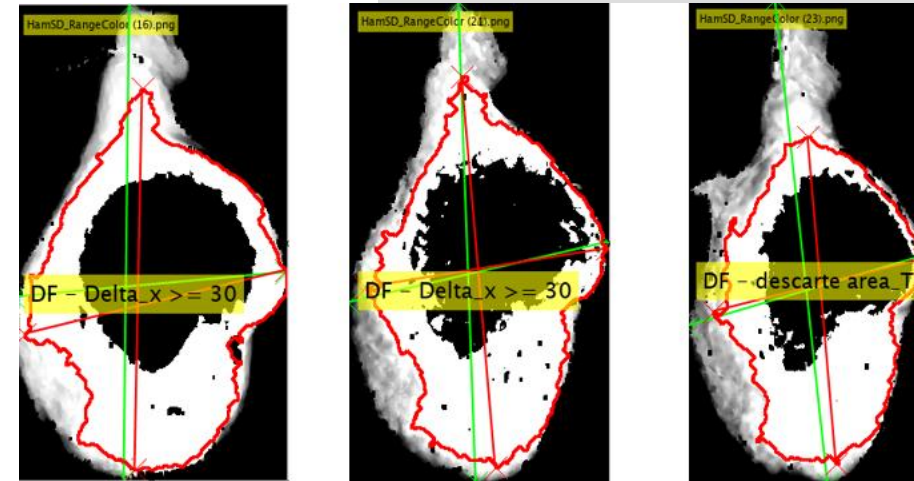 HamSD_RangeColor (16).png
HamSD_RangeColor (21).png
HamSD_RangeColor (23).png
DF - Delta_x >= 30
DF - Delta_x >= 30
DF - descarte area_T